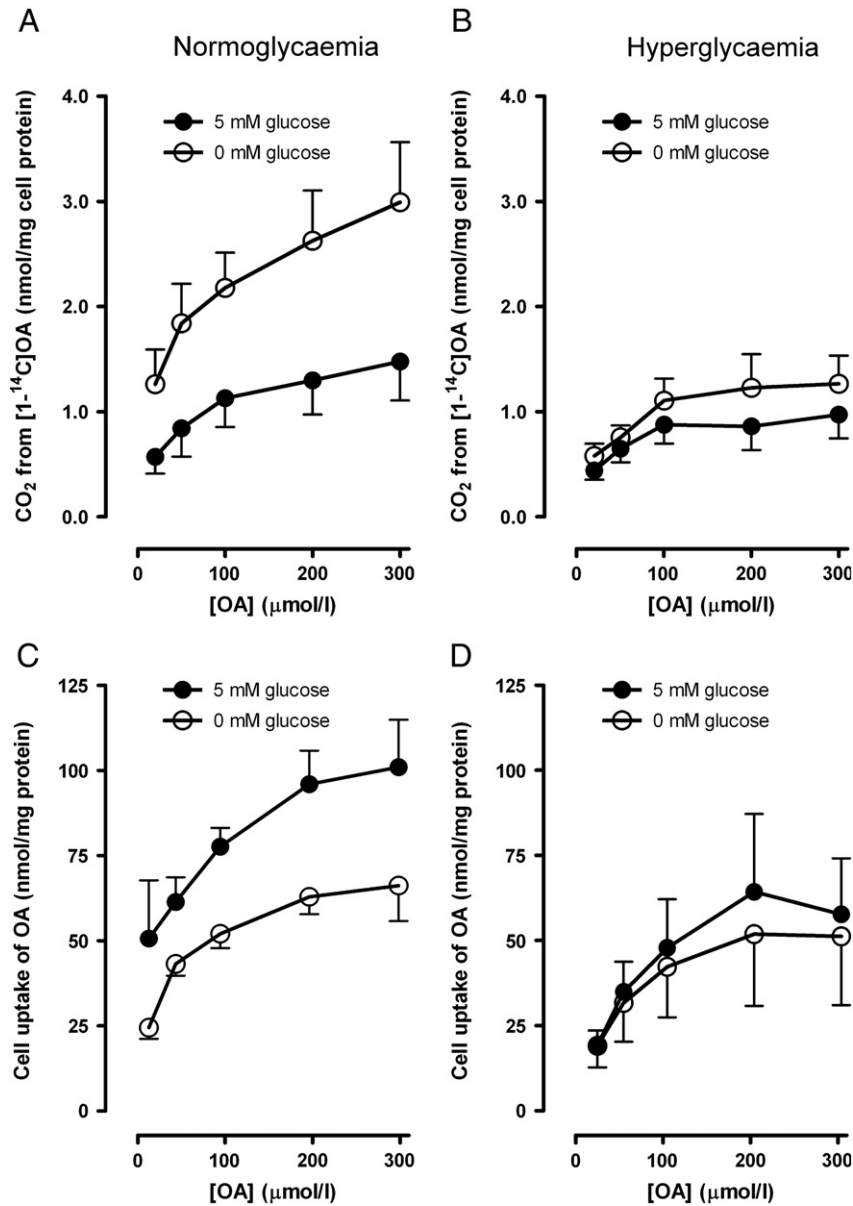 A
Normoglycaemia
4.0
3.0
2.0
1.0
0.0
CO₂ from [1-¹⁴C]OA (nmol/mg cell protein)
5 mM glucose
0 mM glucose
0 100 200 300
[OA] (μmol/l)
B
Hyperglycaemia
4.0
3.0
2.0
1.0
0.0
CO₂ from [1-¹⁴C]OA (nmol/mg cell protein)
5 mM glucose
0 mM glucose
0 100 200 300
[OA] (μmol/l)
C
125
100
75
50
25
0
Cell uptake of OA (nmol/mg protein)
5 mM glucose
0 mM glucose
0 100 200 300
[OA] (μmol/l)
D
125
100
75
50
25
0
Cell uptake of OA (nmol/mg protein)
5 mM glucose
0 mM glucose
0 100 200 300
[OA] (μmol/l)